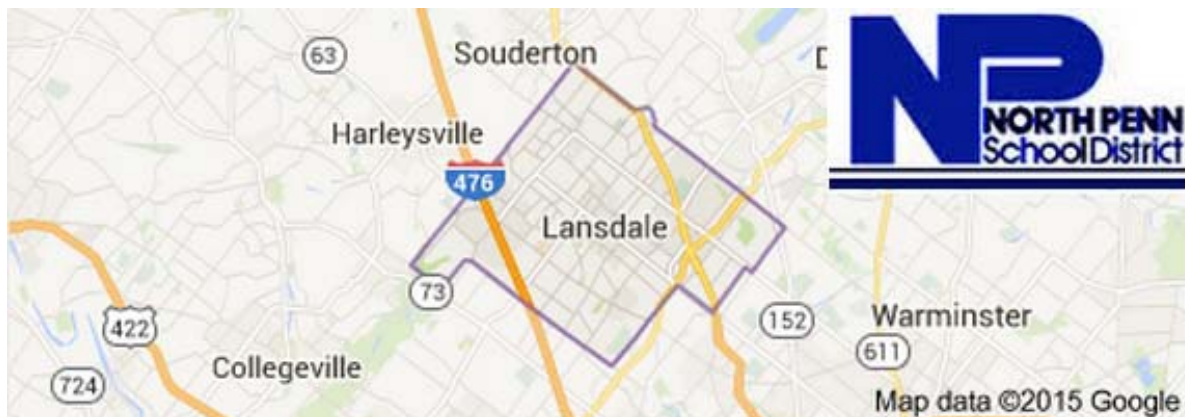 63
Souderton
D
Harleysville
476
Lansdale
73
422
Collegeville
724
152
Warminster
611
Map data ©2015 Google
NP
NORTH PENN
School District